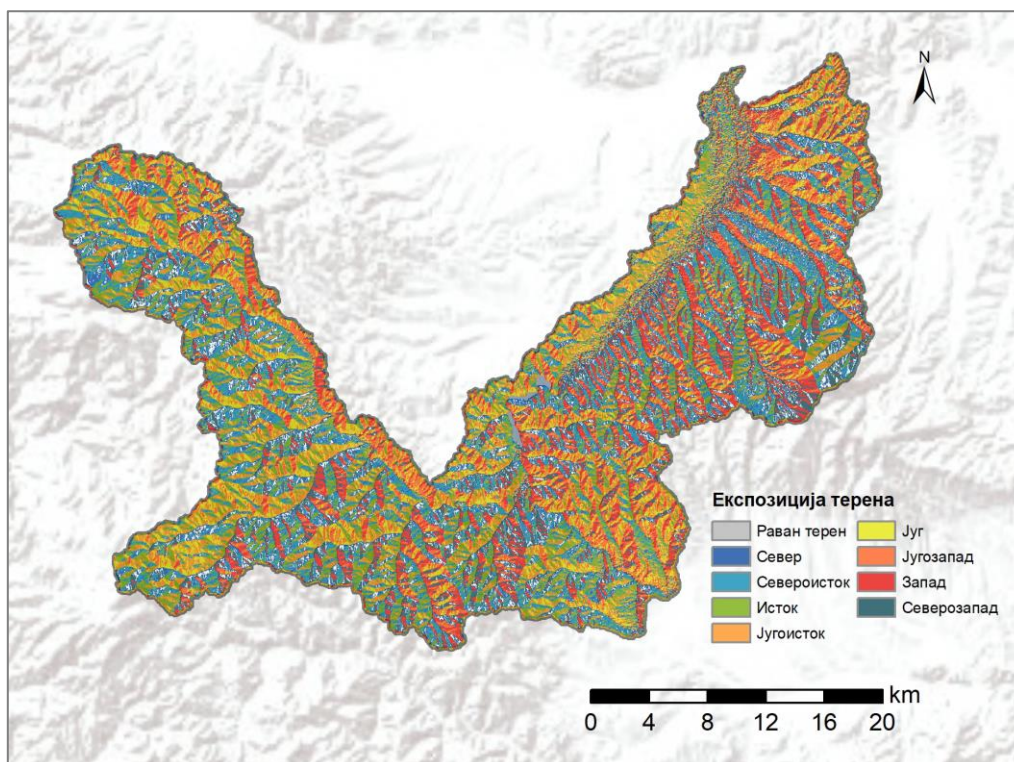 N
Експозиција терена
Раван терен
Север
Североисток
Исток
Југоисток
Југ
Југозапад
Запад
Северозапад
km
0 4 8 12 16 20